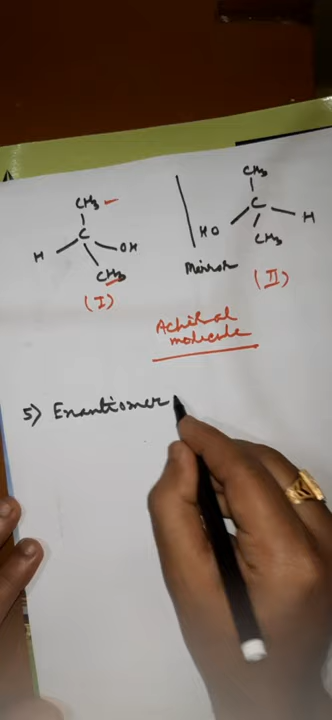 CH3
CH3
C
C
H
OH
HO
H
CH3
CH3
Mirror
(I)
(II)
Achiral
molecule
5) Enantiomer